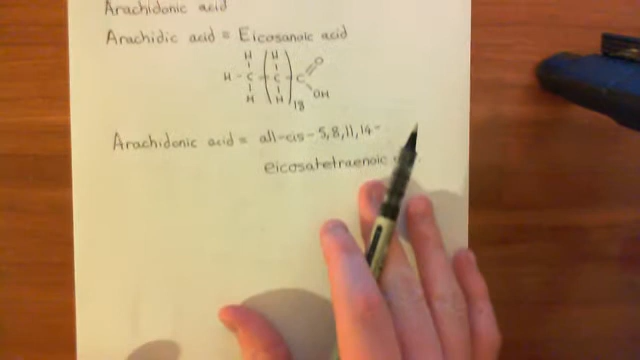 Arachidonic acid
Arachidic acid = Eicosanoic acid
H H O
H - C - C - C
H H 18 OH
Arachidonic acid = all-cis-5,8,11,14-
eicosatetraenoic